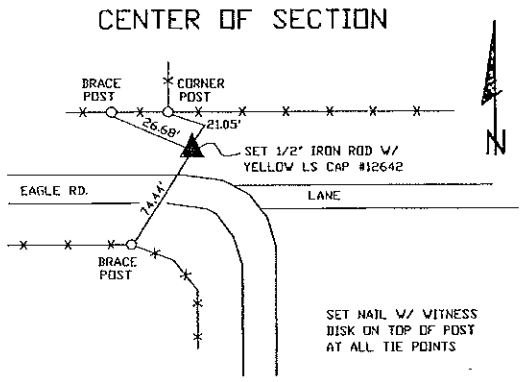 CENTER OF SECTION
BRACE
POST
CORNER
POST
26.68'
21.05'
SET 1/2" IRON ROD W/
YELLOW LS CAP #12642
N
EAGLE RD.
LANE
74.44'
BRACE
POST
SET NAIL W/ WITNESS
DISK ON TOP OF POST
AT ALL TIE POINTS